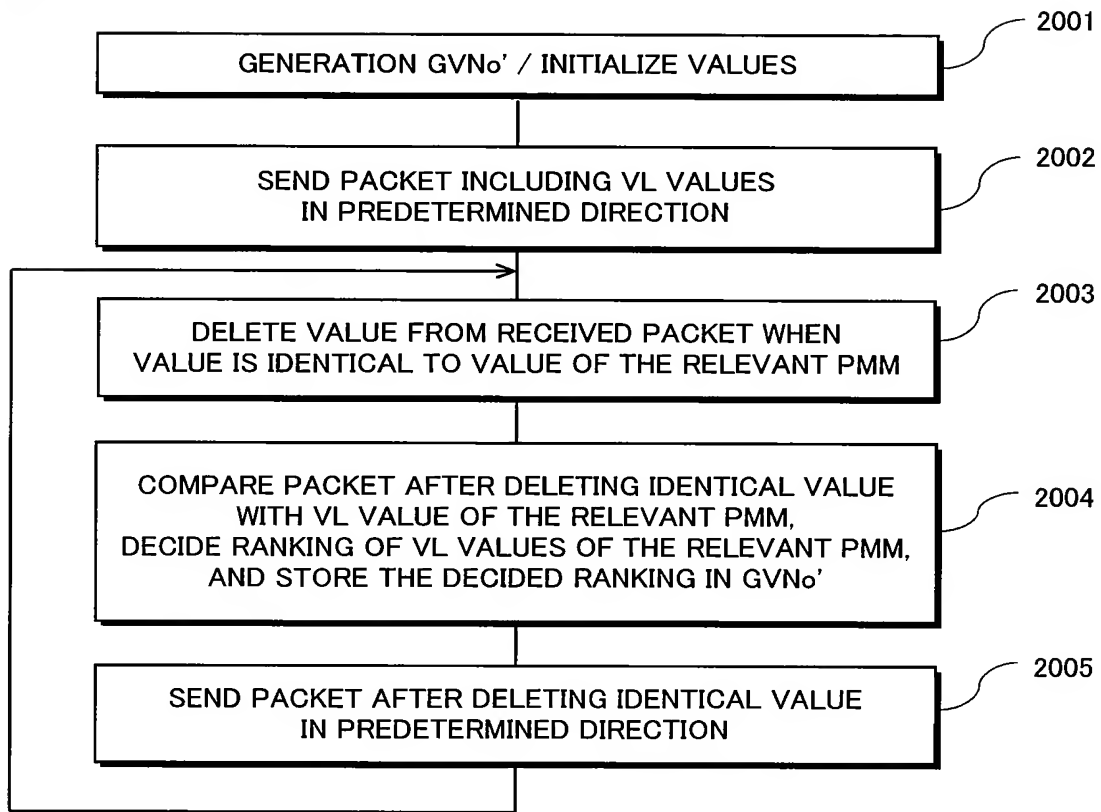 2001
GENERATION GVNo' / INITIALIZE VALUES
2002
SEND PACKET INCLUDING VL VALUES
IN PREDETERMINED DIRECTION
2003
DELETE VALUE FROM RECEIVED PACKET WHEN
VALUE IS IDENTICAL TO VALUE OF THE RELEVANT PMM
2004
COMPARE PACKET AFTER DELETING IDENTICAL VALUE
WITH VL VALUE OF THE RELEVANT PMM,
DECIDE RANKING OF VL VALUES OF THE RELEVANT PMM,
AND STORE THE DECIDED RANKING IN GVNo'
2005
SEND PACKET AFTER DELETING IDENTICAL VALUE
IN PREDETERMINED DIRECTION